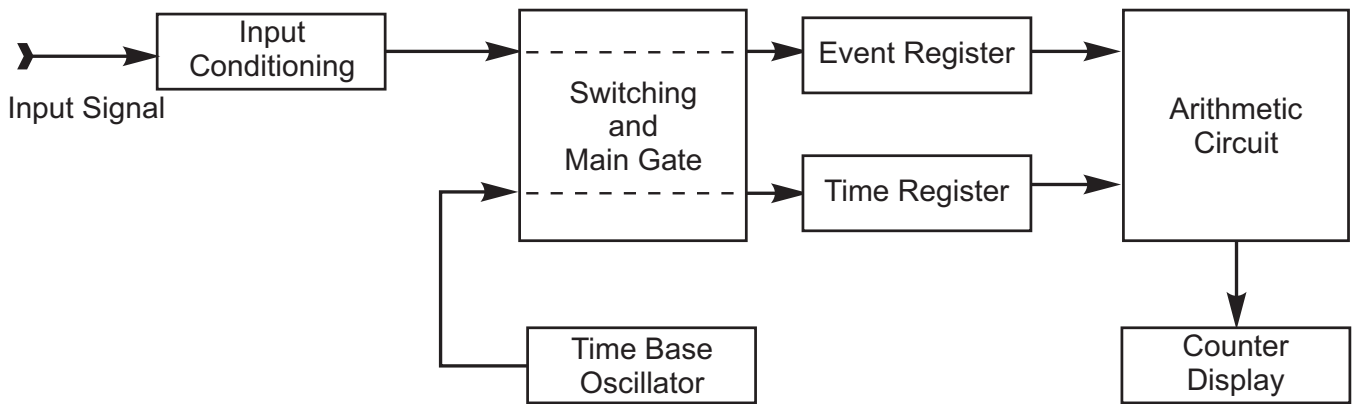 Input Signal
Input
Conditioning
Switching
and
Main Gate
Event Register
Time Register
Arithmetic
Circuit
Time Base
Oscillator
Counter
Display